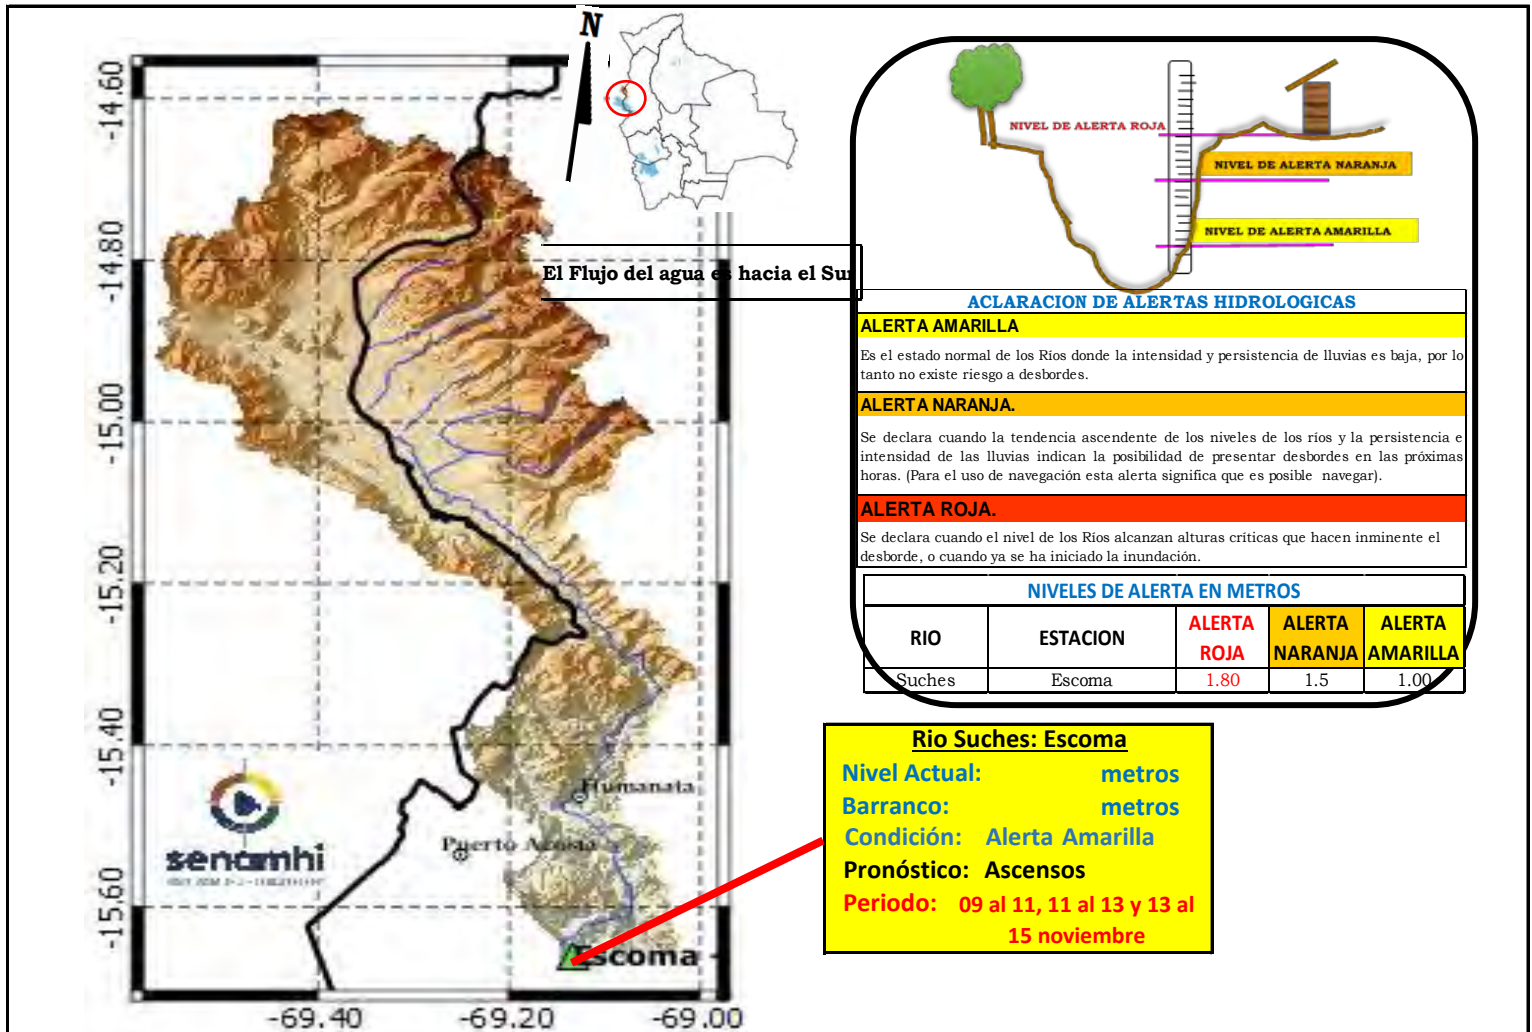 N
-14.60
-14.80
-15.00
-15.20
-15.40
-15.60
-69.40
-69.20
-69.00
El Flujo del agua es hacia el Sur
Humanata
Puerto Acosta
Escoma
senamhi
NIVEL DE ALERTA ROJA
NIVEL DE ALERTA NARANJA
NIVEL DE ALERTA AMARILLA
ACLARACION DE ALERTAS HIDROLOGICAS
ALERTA AMARILLA
Es el estado normal de los Ríos donde la intensidad y persistencia de lluvias es baja, por lo
tanto no existe riesgo a desbordes.
ALERTA NARANJA.
Se declara cuando la tendencia ascendente de los niveles de los ríos y la persistencia e
intensidad de las lluvias indican la posibilidad de presentar desbordes en las próximas
horas. (Para el uso de navegación esta alerta significa que es posible navegar).
ALERTA ROJA.
Se declara cuando el nivel de los Ríos alcanzan alturas críticas que hacen inminente el
desborde, o cuando ya se ha iniciado la inundación.
NIVELES DE ALERTA EN METROS
RIO ESTACION ALERTA ROJA ALERTA NARANJA ALERTA AMARILLA
Suches Escoma 1.80 1.5 1.00
Rio Suches: Escoma
Nivel Actual: metros
Barranco: metros
Condición: Alerta Amarilla
Pronóstico: Ascensos
Periodo: 09 al 11, 11 al 13 y 13 al
15 noviembre